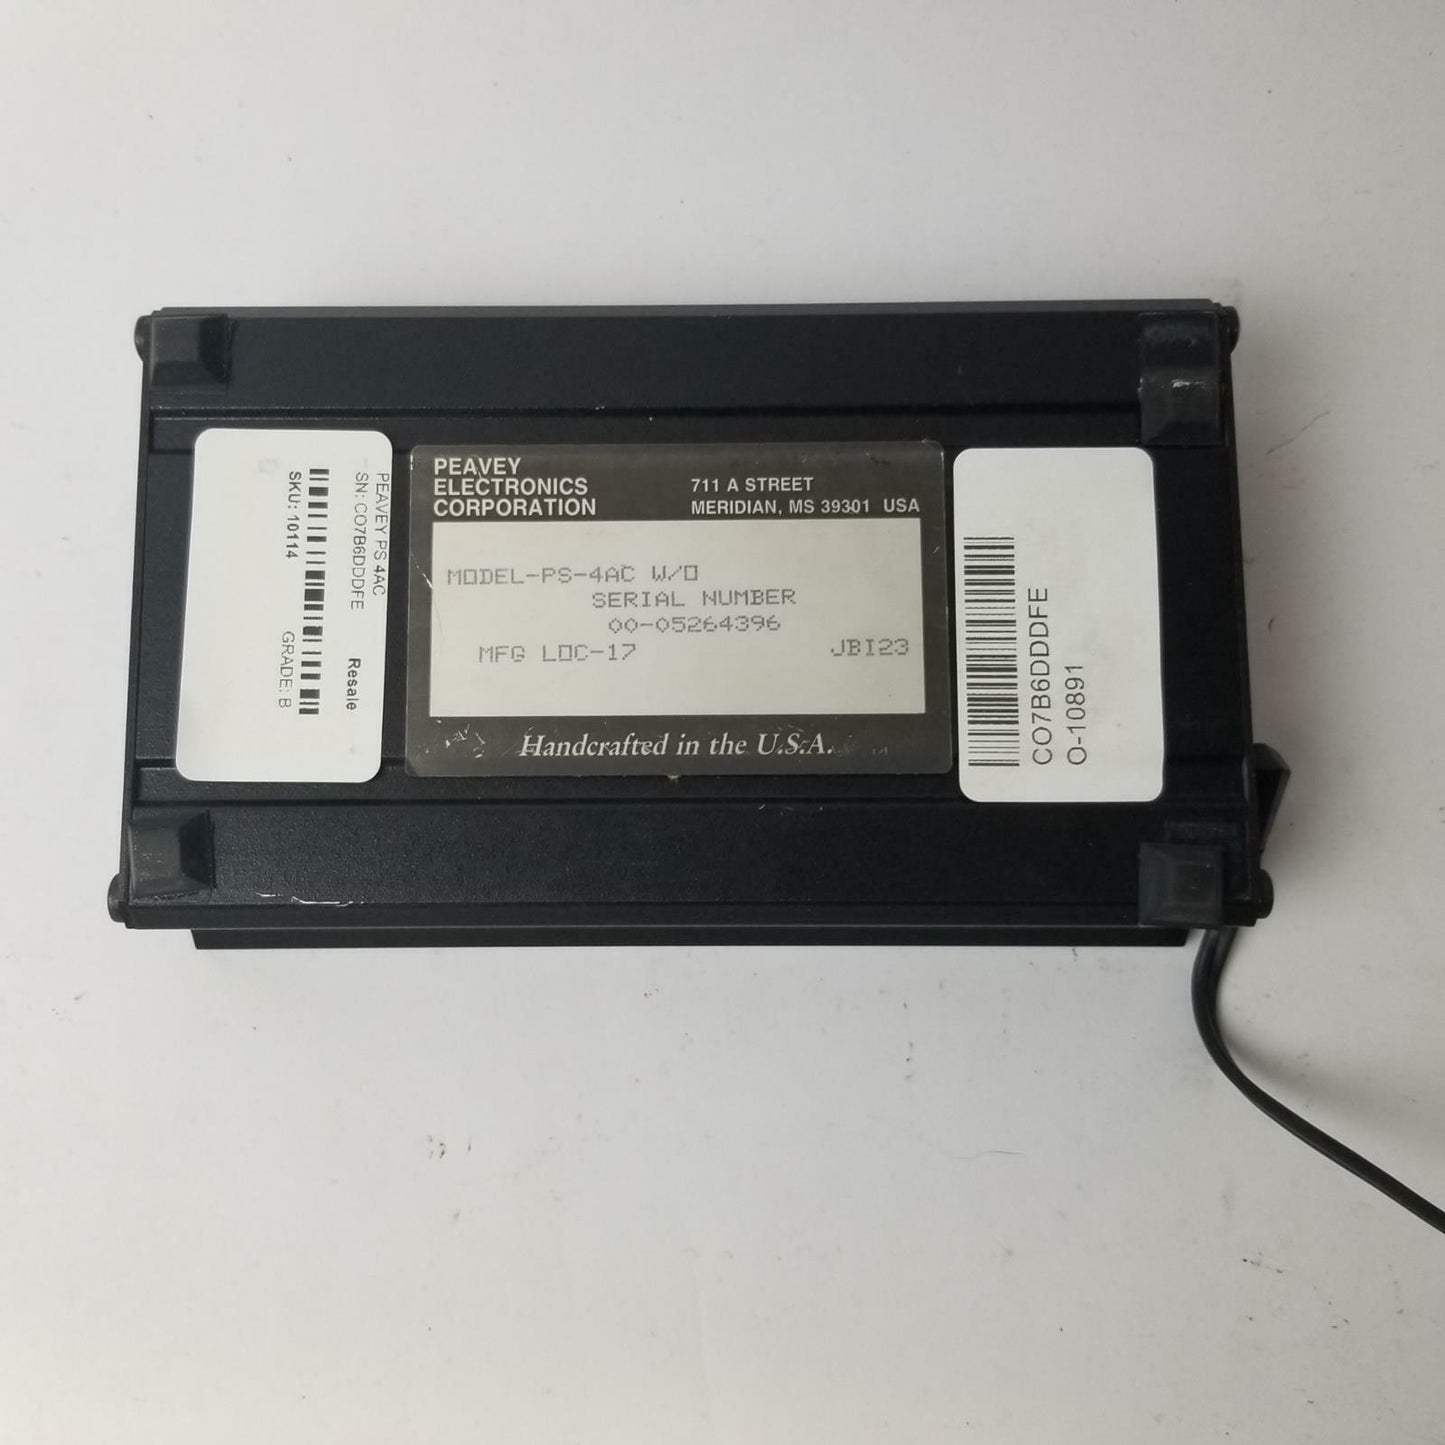 PEAVEY PS 4AC
SN: CO7B6DDDFE
Resale
SKU: 10114
GRADE: B
PEAVEY
ELECTRONICS
CORPORATION
711 A STREET
MERIDIAN, MS 39301 USA
MODEL-PS-4AC W/O
SERIAL NUMBER
00-05264396
MFG LOC-17 JBI23
Handcrafted in the U.S.A.
CO7B6DDDFE
O-10891